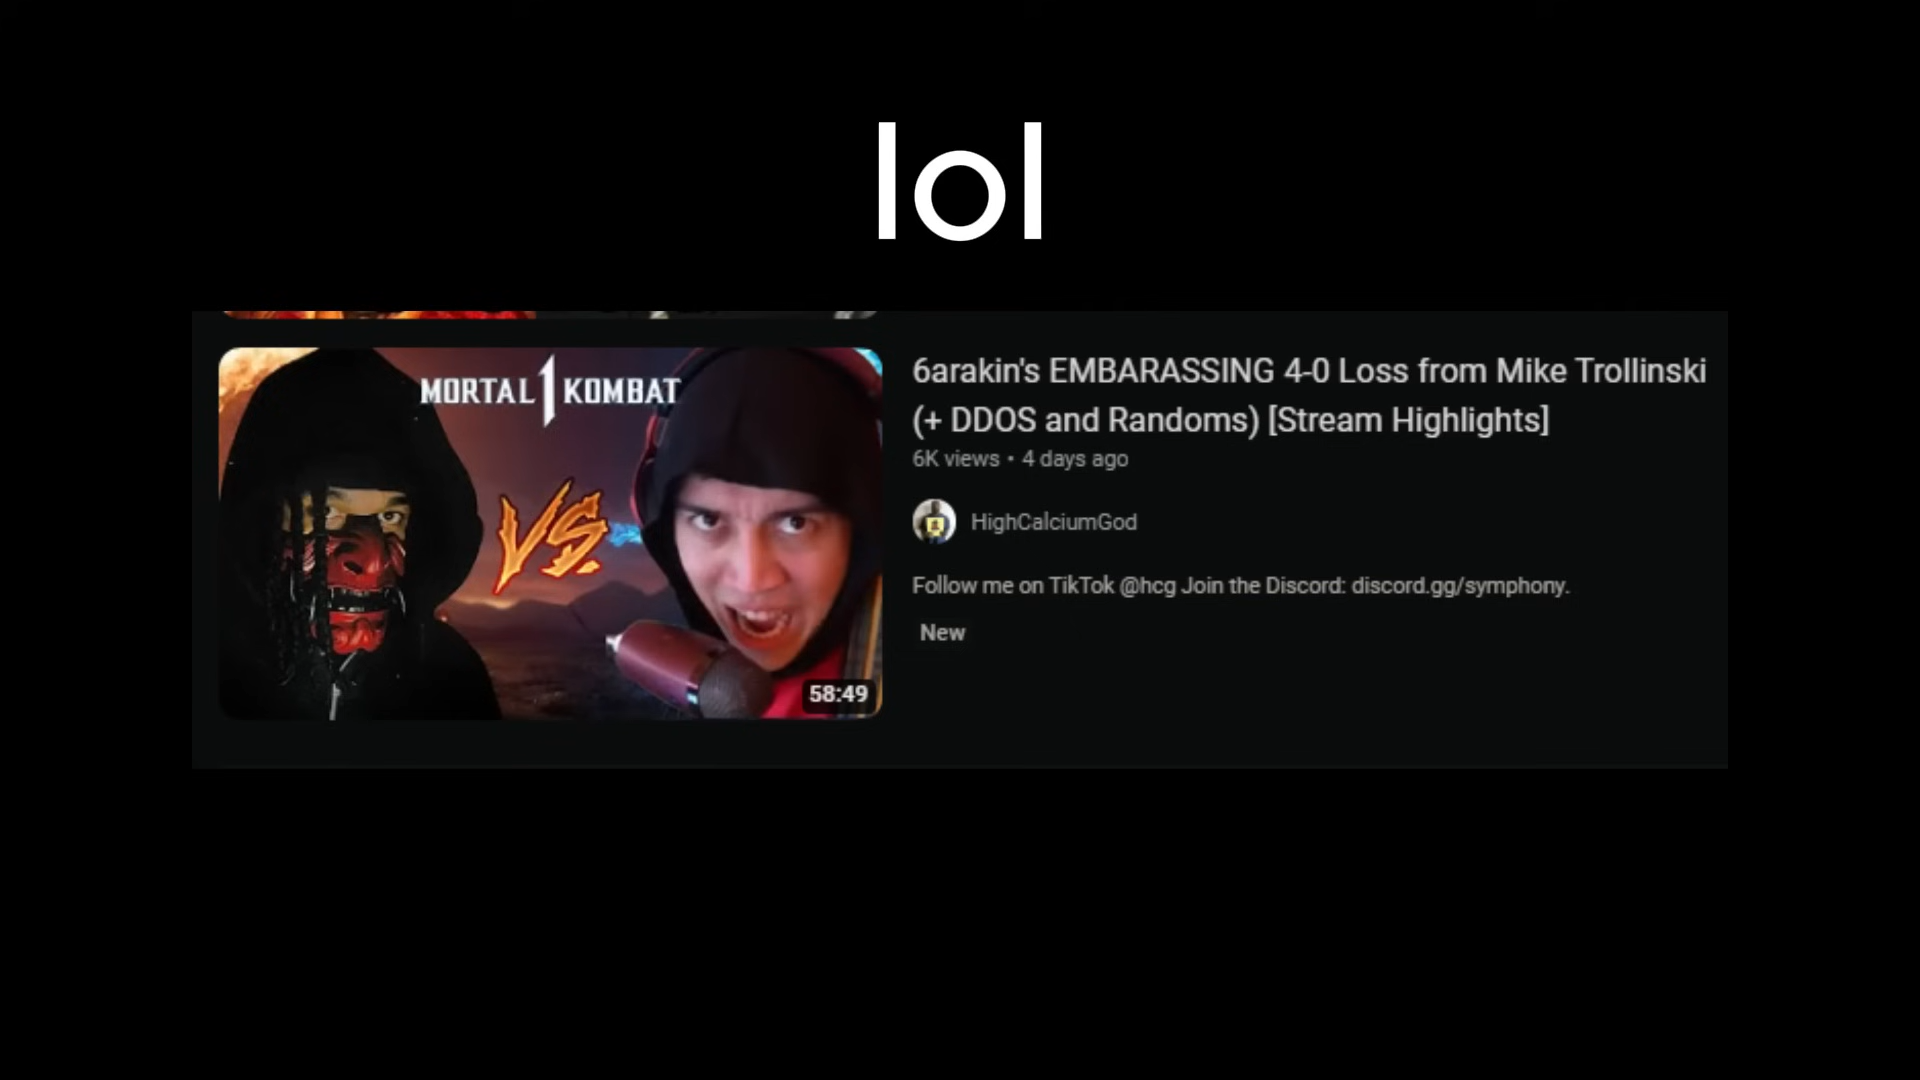 lol
MORTAL 1 KOMBAT
VS.
58:49
6arakin's EMBARASSING 4-0 Loss from Mike Trollinski
(+ DDOS and Randoms) [Stream Highlights]
6K views • 4 days ago
HighCalciumGod
Follow me on TikTok @hcg Join the Discord: discord.gg/symphony.
New